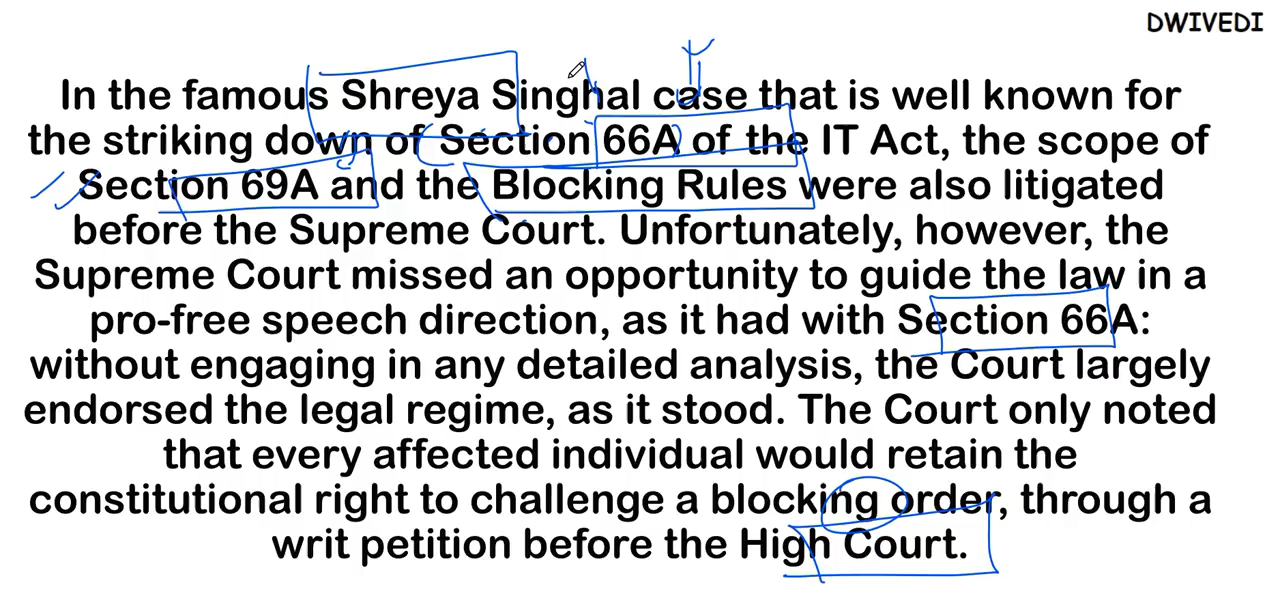 DWIVEDI
In the famous Shreya Singhal case that is well known for
the striking down of Section 66A of the IT Act, the scope of
Section 69A and the Blocking Rules were also litigated
before the Supreme Court. Unfortunately, however, the
Supreme Court missed an opportunity to guide the law in a
pro-free speech direction, as it had with Section 66A:
without engaging in any detailed analysis, the Court largely
endorsed the legal regime, as it stood. The Court only noted
that every affected individual would retain the
constitutional right to challenge a blocking order, through a
writ petition before the High Court.